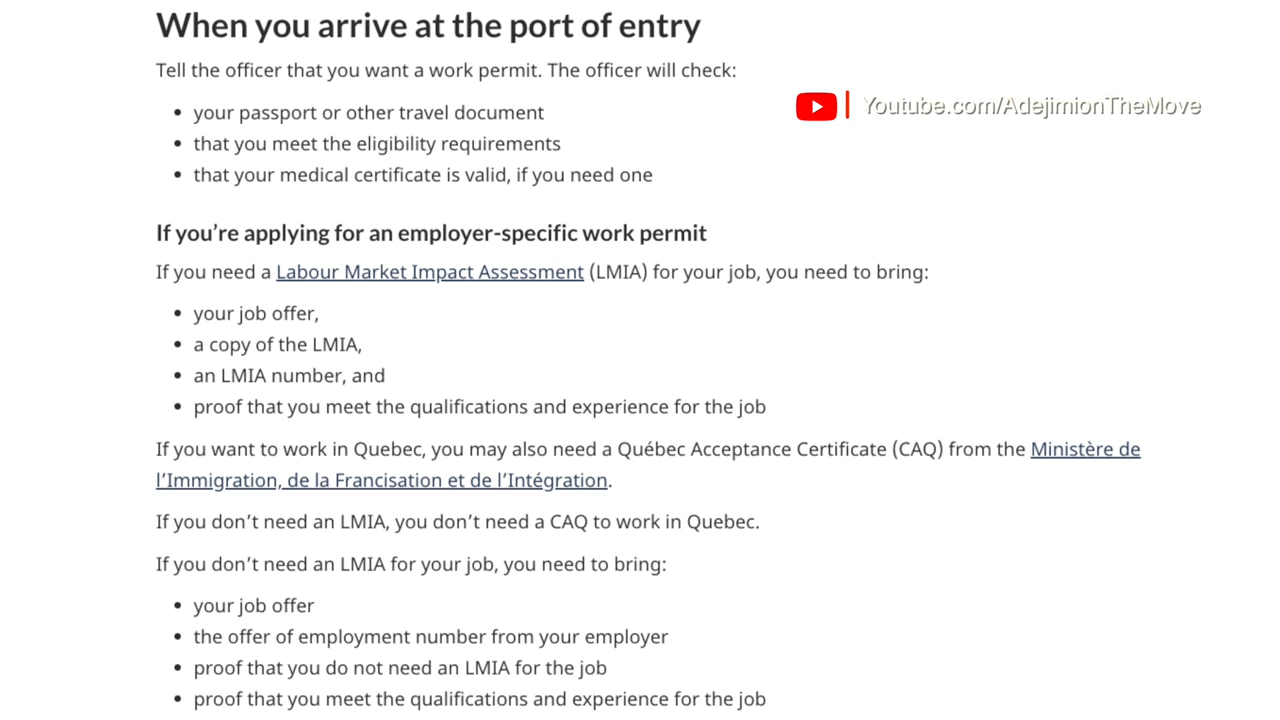 When you arrive at the port of entry
Tell the officer that you want a work permit. The officer will check:
Youtube.com/AdejimionTheMove
• your passport or other travel document
• that you meet the eligibility requirements
• that your medical certificate is valid, if you need one
If you’re applying for an employer-specific work permit
If you need a Labour Market Impact Assessment (LMIA) for your job, you need to bring:
• your job offer,
• a copy of the LMIA,
• an LMIA number, and
• proof that you meet the qualifications and experience for the job
If you want to work in Quebec, you may also need a Québec Acceptance Certificate (CAQ) from the Ministère de
l’Immigration, de la Francisation et de l’Intégration.
If you don’t need an LMIA, you don’t need a CAQ to work in Quebec.
If you don’t need an LMIA for your job, you need to bring:
• your job offer
• the offer of employment number from your employer
• proof that you do not need an LMIA for the job
• proof that you meet the qualifications and experience for the job